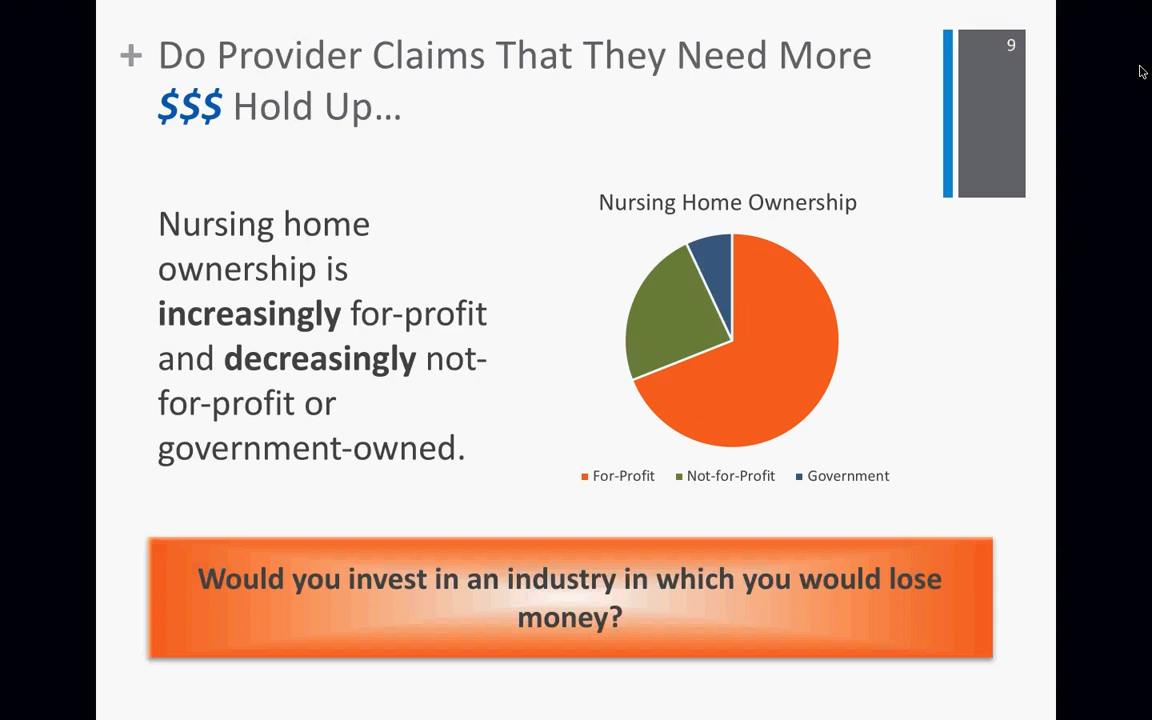 + Do Provider Claims That They Need More
$$$ Hold Up...
9
Nursing home
ownership is
increasingly for-profit
and decreasingly not-
for-profit or
government-owned.
Nursing Home Ownership
For-Profit Not-for-Profit Government
Would you invest in an industry in which you would lose
money?